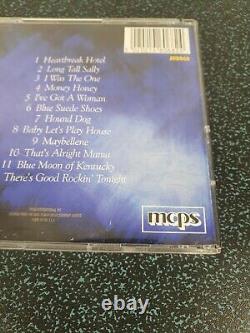 1 Heartbreak Hotel
2 Long Tall Sally
3 I Was The One
4 Money Honey
5 I've Got A Woman
6 Blue Suede Shoes
7 Hound Dog
8 Baby Let's Play House
9 Maybellene
10 That's Alright Mama
11 Blue Moon of Kentucky
There's Good Rockin' Tonight
mcps